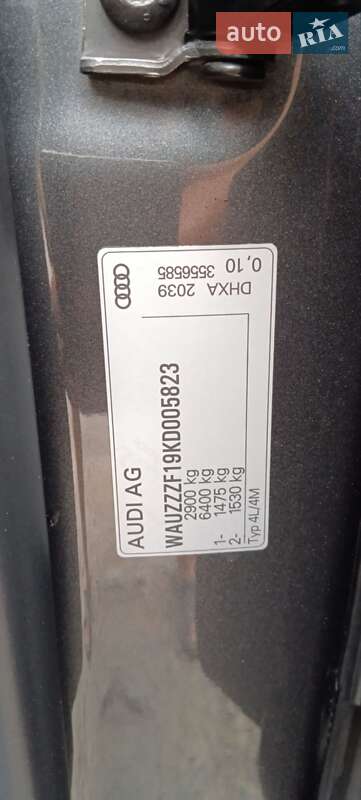 auto RIA.com
AUDI AG
WAUZZZF19KD005823
2900 kg
6400 kg
1- 1475 kg
2- 1530 kg
Typ 4L/4M
DHXA 2039
0,10 3556585